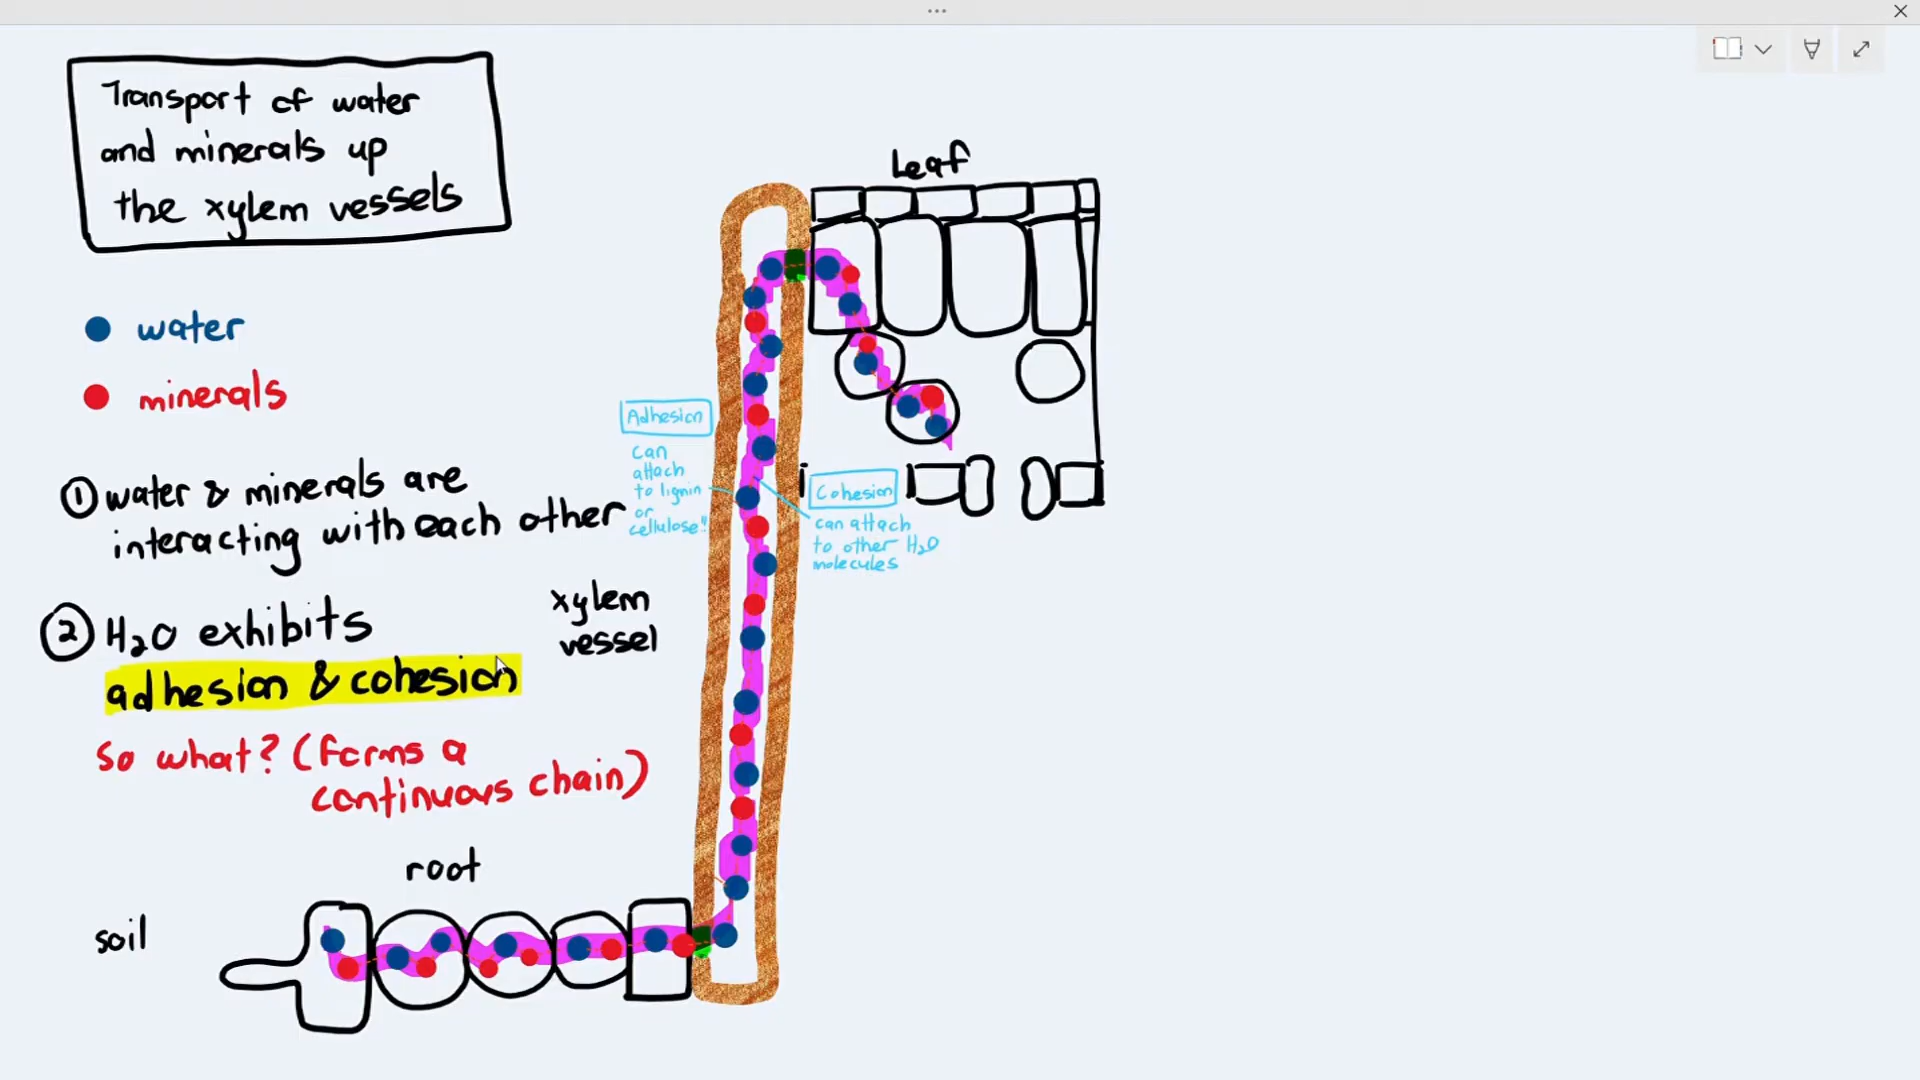 Transport of water
and minerals up
the xylem vessels
Leaf
water
minerals
Adhesion
can
attach
to lignin
or
cellulose!!
Cohesion
can attach
to other H₂O
molecules
① water & minerals are
interacting with each other
② H₂O exhibits
adhesion & cohesion
So what? (forms a
continuous chain)
xylem
vessel
root
soil